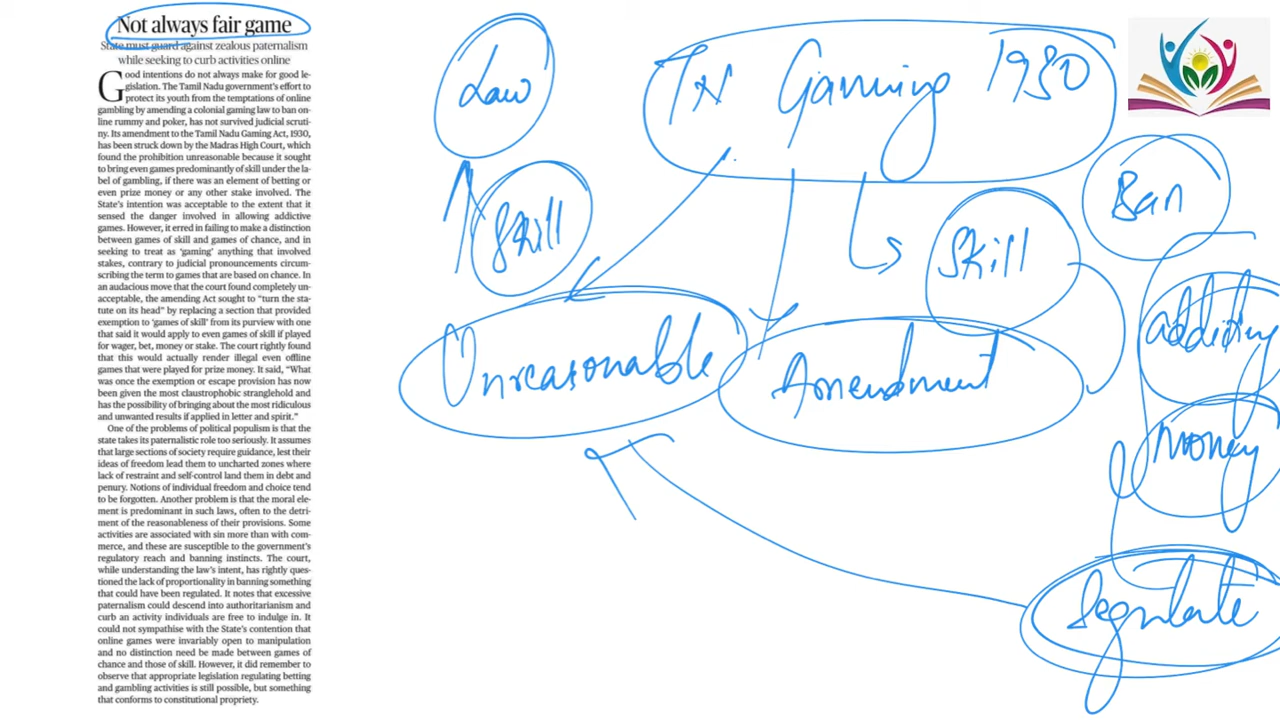 Not always fair game
State must guard against zealous paternalism
while seeking to curb activities online
Good intentions do not always make for good le-
gislation. The Tamil Nadu government's effort to
protect its youth from the temptations of online
gambling by amending a colonial gaming law to ban on-
line rummy and poker, has not survived judicial scruti-
ny. Its amendment to the Tamil Nadu Gaming Act, 1930,
has been struck down by the Madras High Court, which
found the prohibition unreasonable because it sought
to bring even games predominantly of skill under the la-
bel of gambling, if there was an element of betting or
even prize money or any other stake involved. The
State's intention was acceptable to the extent that it
sensed the danger involved in allowing addictive
games. However, it erred in failing to make a distinction
between games of skill and games of chance, and in
seeking to treat as 'gaming' anything that involved
stakes, contrary to judicial pronouncements circum-
scribing the term to games that are based on chance. In
an audacious move that the court found completely un-
acceptable, the amending Act sought to "turn the sta-
tute on its head" by replacing a section that provided
exemption to 'games of skill' from its purview with one
that said it would apply to even games of skill if played
for wager, bet, money or stake. The court rightly found
that this would actually render illegal even offline
games that were played for prize money. It said, "What
was once the exemption or escape provision has now
been given the most claustrophobic stranglehold and
has the possibility of bringing about the most ridiculous
and unwanted results if applied in letter and spirit."
One of the problems of political populism is that the
state takes its paternalistic role too seriously. It assumes
that large sections of society require guidance, lest their
ideas of freedom lead them to uncharted zones where
lack of restraint and self-control land them in debt and
penury. Notions of individual freedom and choice tend
to be forgotten. Another problem is that the moral ele-
ment is predominant in such laws, often to the detri-
ment of the reasonableness of their provisions. Some
activities are associated with sin more than with com-
merce, and these are susceptible to the government's
regulatory reach and banning instincts. The court,
while understanding the law's intent, has rightly ques-
tioned the lack of proportionality in banning something
that could have been regulated. It notes that excessive
paternalism could descend into authoritarianism and
curb an activity individuals are free to indulge in. It
could not sympathise with the State's contention that
online games were invariably open to manipulation
and no distinction need be made between games of
chance and those of skill. However, it did remember to
observe that appropriate legislation regulating betting
and gambling activities is still possible, but something
that conforms to constitutional propriety.
Law
TN Gaming 1930
Ban
Skill
Skill
Unreasonable
Amendment
money
Regulate